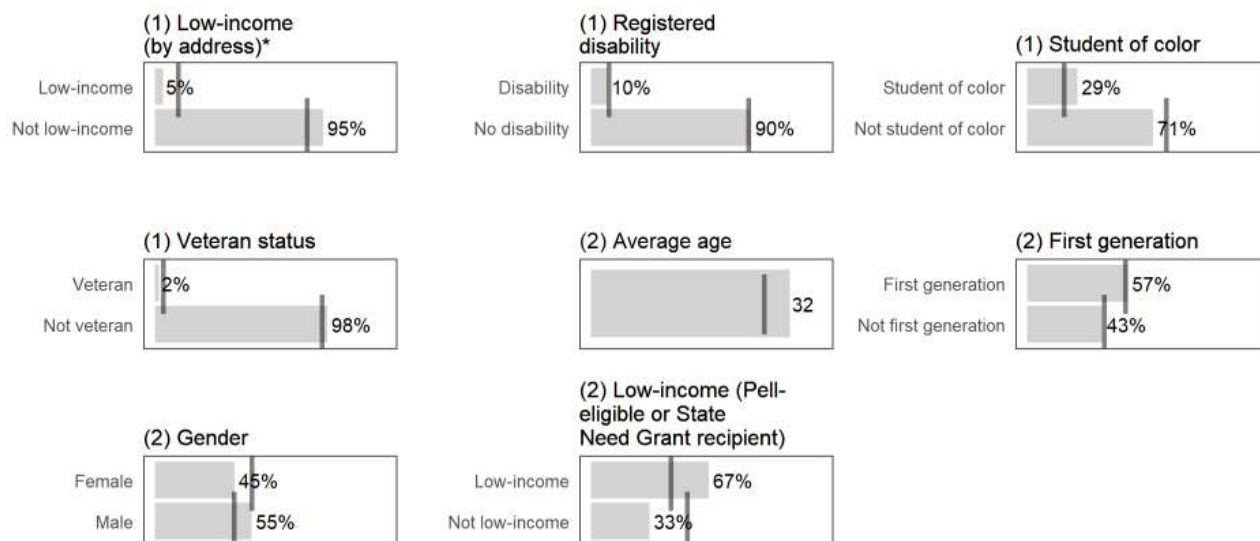 (1) Low-income
(by address)*
Low-income
5%
Not low-income
95%
(1) Registered
disability
Disability
10%
No disability
90%
(1) Student of color
Student of color
29%
Not student of color
71%
(1) Veteran status
Veteran
2%
Not veteran
98%
(2) Average age
32
(2) First generation
First generation
57%
Not first generation
43%
(2) Gender
Female
45%
Male
55%
(2) Low-income (Pell-
eligible or State
Need Grant recipient)
Low-income
67%
Not low-income
33%